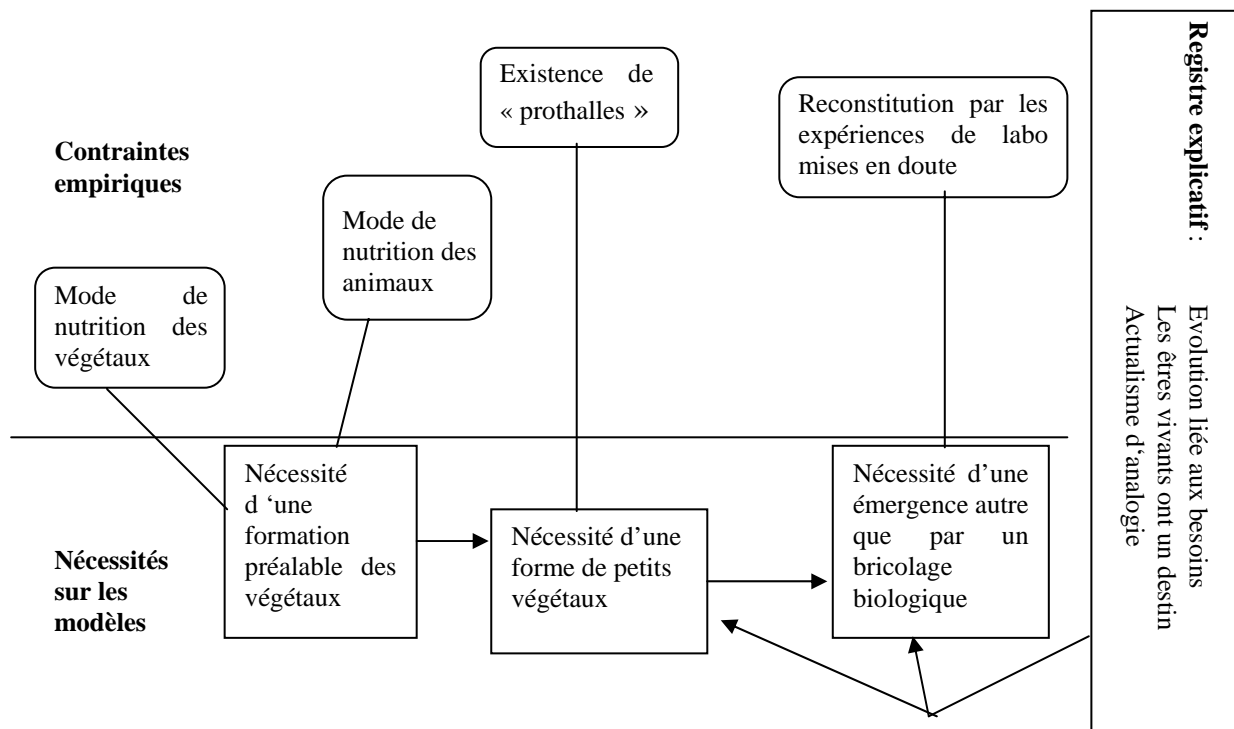 Existence de
« prothalles »
Reconstitution par les
expériences de labo
mises en doute
Contraintes
empiriques
Mode de
nutrition des
animaux
Mode de
nutrition des
végétaux
Nécessité
d ‘une
formation
préalable des
végétaux
Nécessité d’une
forme de petits
végétaux
Nécessité d’une
émergence autre
que par un
bricolage
biologique
Nécessités
sur les
modèles
Registre explicatif :
Evolution liée aux besoins
Les êtres vivants ont un destin
Actualisme d‘analogie